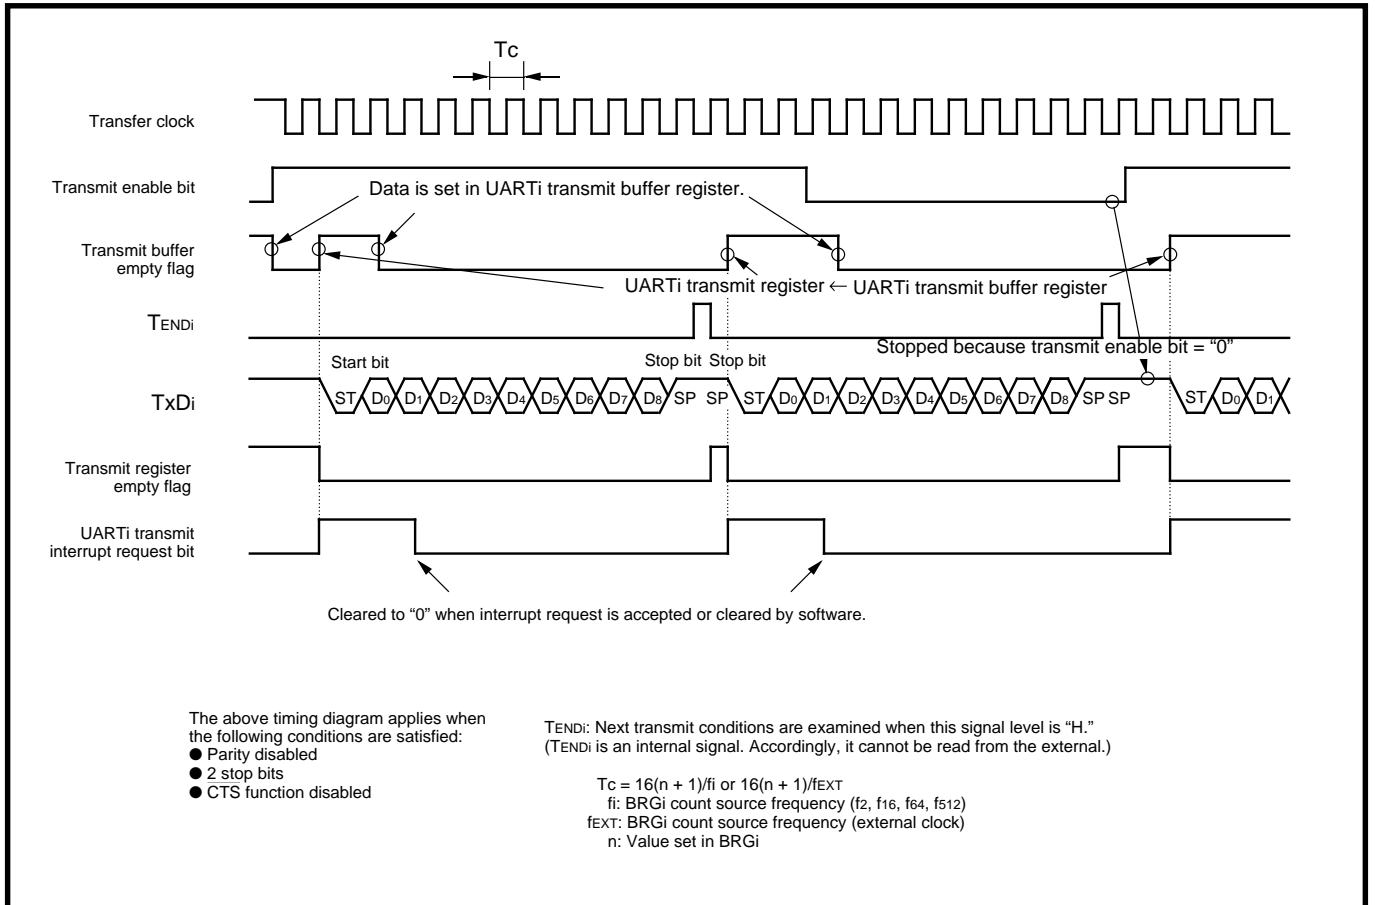 Tc
Transfer clock
Transmit enable bit
Data is set in UARTi transmit buffer register.
Transmit buffer
empty flag
UARTi transmit register ← UARTi transmit buffer register
TENDi
Stopped because transmit enable bit = “0”
Start bit
Stop bit Stop bit
TxDi
ST D0 D1 D2 D3 D4 D5 D6 D7 D8 SP SP ST D0 D1 D2 D3 D4 D5 D6 D7 D8 SP SP ST D0 D1
Transmit register
empty flag
UARTi transmit
interrupt request bit
Cleared to “0” when interrupt request is accepted or cleared by software.
The above timing diagram applies when
the following conditions are satisfied:
● Parity disabled
● 2 stop bits
● CTS function disabled
TENDi: Next transmit conditions are examined when this signal level is “H.”
(TENDi is an internal signal. Accordingly, it cannot be read from the external.)
Tc = 16(n + 1)/fi or 16(n + 1)/fEXT
fi: BRGi count source frequency (f2, f16, f64, f512)
fEXT: BRGi count source frequency (external clock)
n: Value set in BRGi